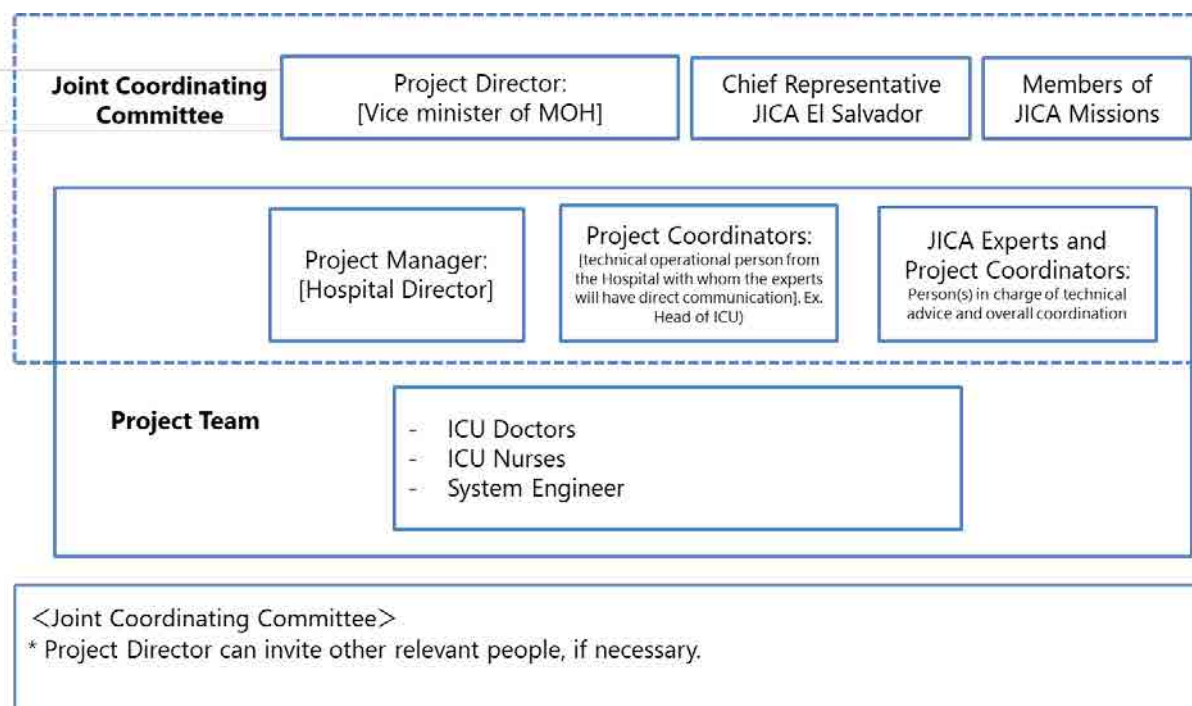 Joint Coordinating
Committee
Project Director:
[Vice minister of MOH]
Chief Representative
JICA El Salvador
Members of
JICA Missions
Project Manager:
[Hospital Director]
Project Coordinators:
[technical operational person from
the Hospital with whom the experts
will have direct communication]. Ex.
Head of ICU)
JICA Experts and
Project Coordinators:
Person(s) in charge of technical
advice and overall coordination
Project Team
- ICU Doctors
- ICU Nurses
- System Engineer
<Joint Coordinating Committee>
* Project Director can invite other relevant people, if necessary.